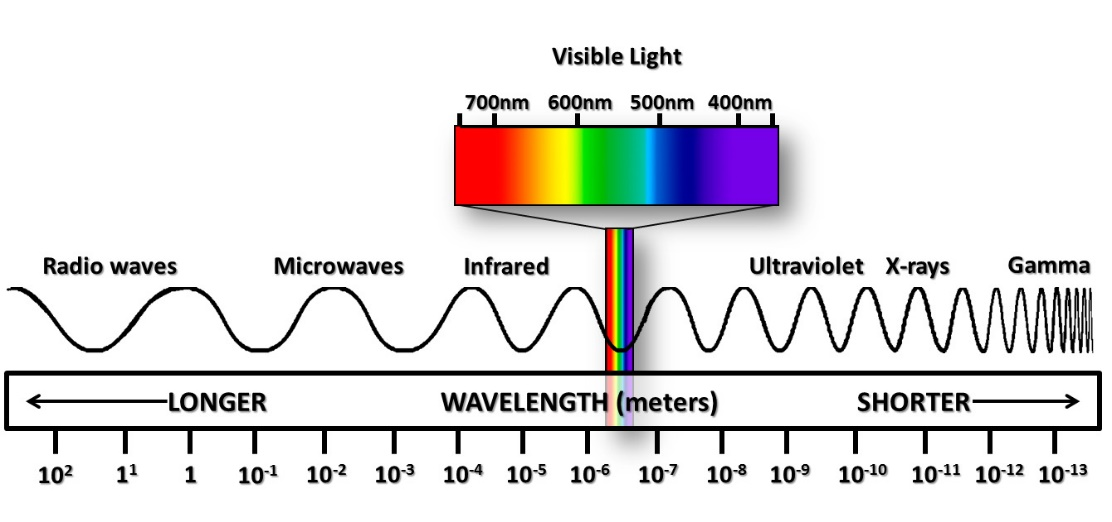 Visible Light
700nm 600nm 500nm 400nm
Radio waves Microwaves Infrared Ultraviolet X-rays Gamma
LONGER WAVELENGTH (meters) SHORTER
10² 1¹ 1 10⁻¹ 10⁻² 10⁻³ 10⁻⁴ 10⁻⁵ 10⁻⁶ 10⁻⁷ 10⁻⁸ 10⁻⁹ 10⁻¹⁰ 10⁻¹¹ 10⁻¹² 10⁻¹³